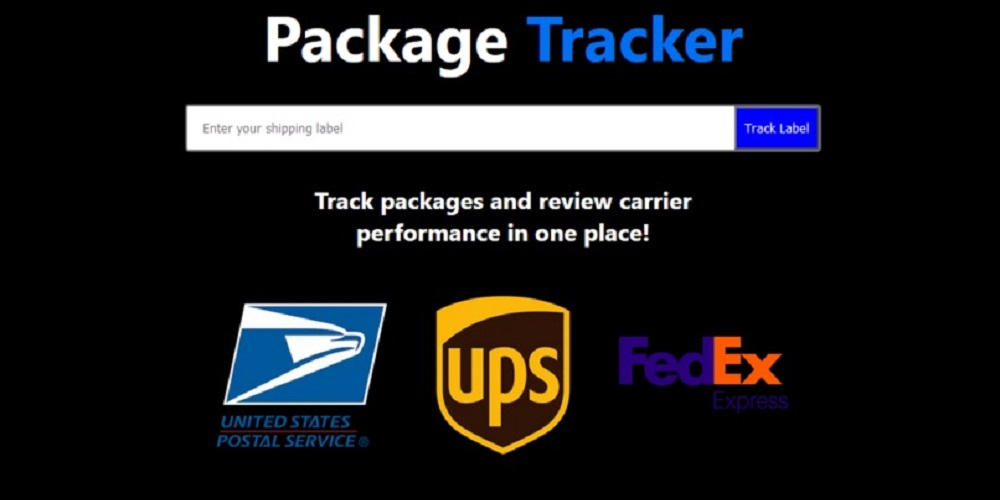 Package Tracker
Enter your shipping label
Track Label
Track packages and review carrier
performance in one place!
UNITED STATES
POSTAL SERVICE®
ups
FedEx
Express